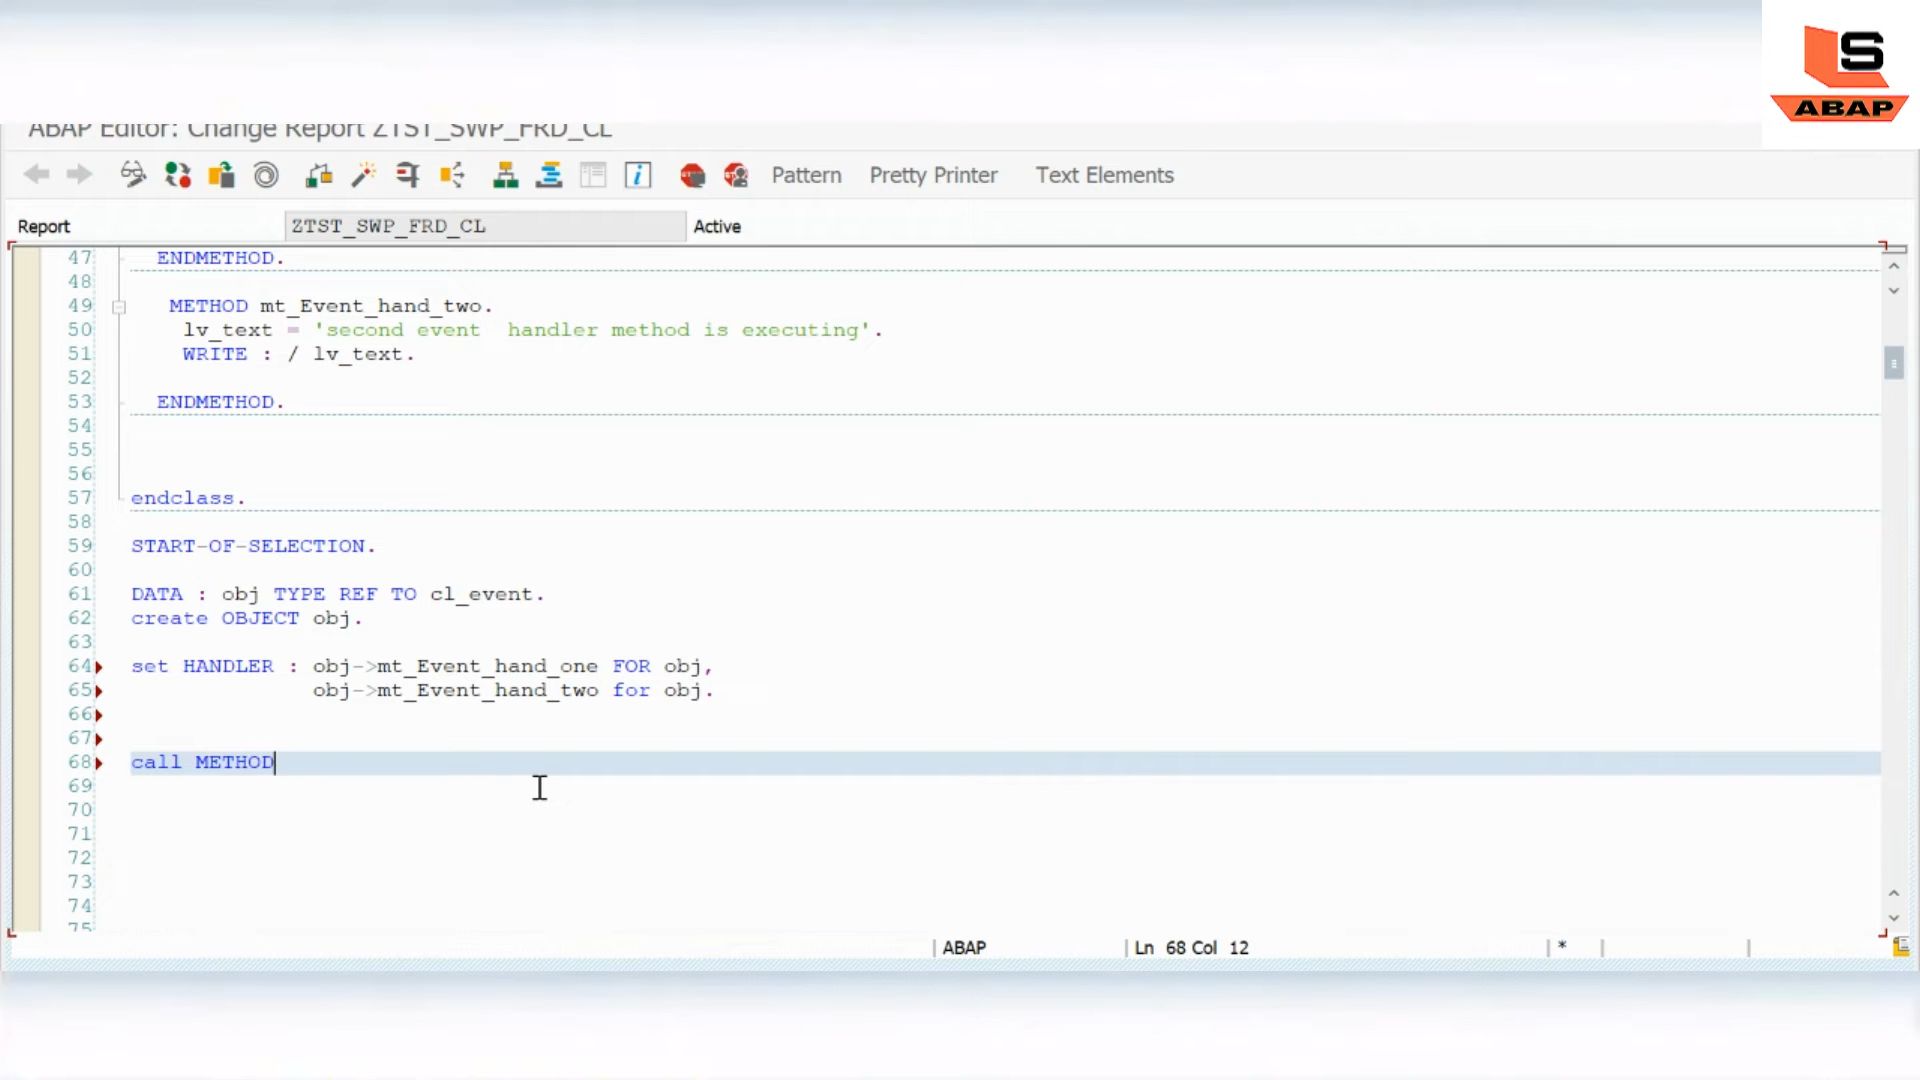 LS
ABAP
ABAP Editor: Change Report ZTST_SWP_FRD_CL
Pattern Pretty Printer Text Elements
Report ZTST_SWP_FRD_CL Active
47 ENDMETHOD.
48
49 METHOD mt_Event_hand_two.
50 lv_text = 'second event  handler method is executing'.
51 WRITE : / lv_text.
52
53 ENDMETHOD.
54
55
56
57 endclass.
58
59 START-OF-SELECTION.
60
61 DATA : obj TYPE REF TO cl_event.
62 create OBJECT obj.
63
64 set HANDLER : obj->mt_Event_hand_one FOR obj,
65 obj->mt_Event_hand_two for obj.
66
67
68 call METHOD
69
70
71
72
73
74
75
ABAP Ln 68 Col 12 *